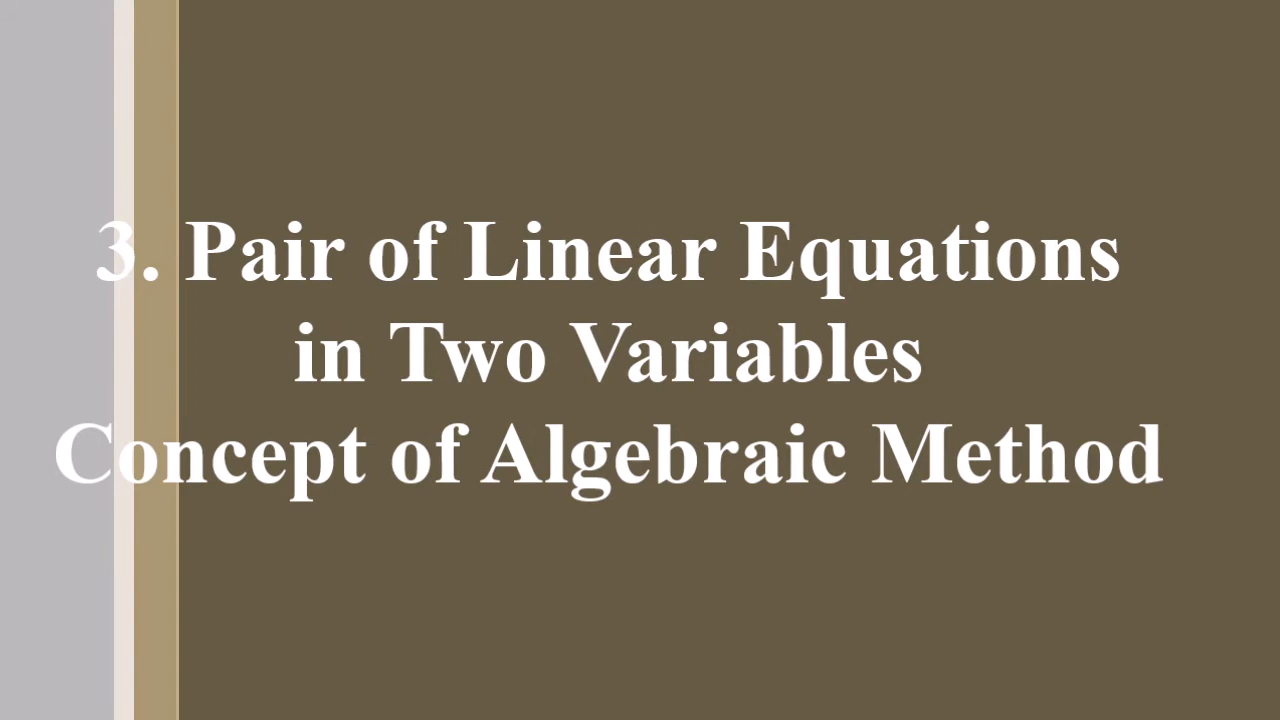 3. Pair of Linear Equations
in Two Variables
Concept of Algebraic Method